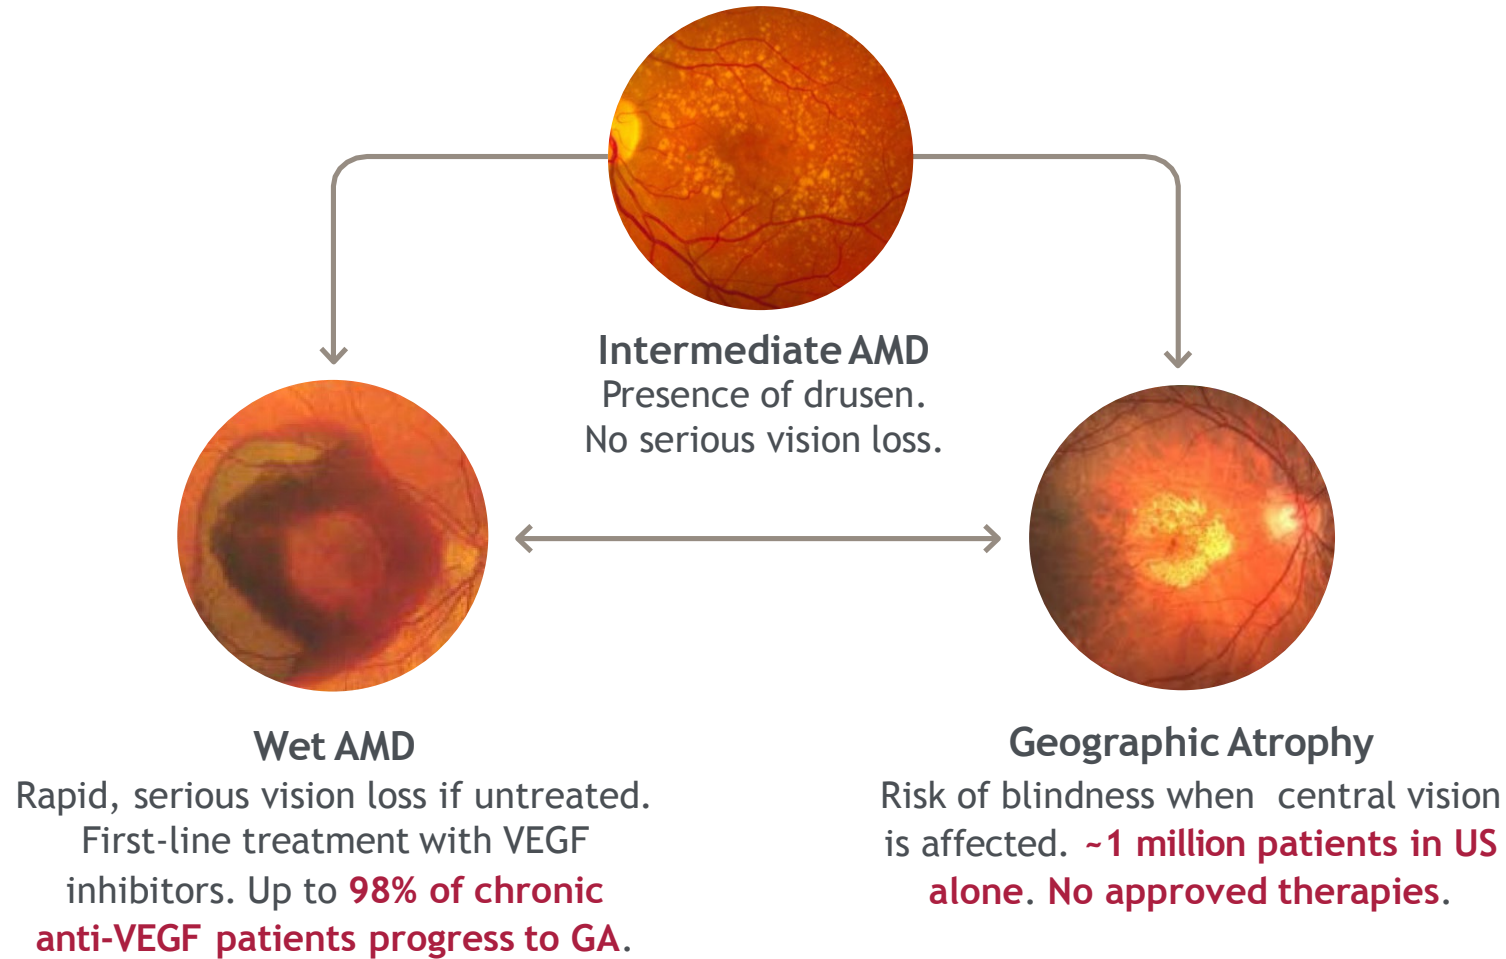 Intermediate AMD
Presence of drusen.
No serious vision loss.
Wet AMD
Rapid, serious vision loss if untreated.
First-line treatment with VEGF
inhibitors. Up to 98% of chronic
anti-VEGF patients progress to GA.
Geographic Atrophy
Risk of blindness when central vision
is affected. ~1 million patients in US
alone. No approved therapies.